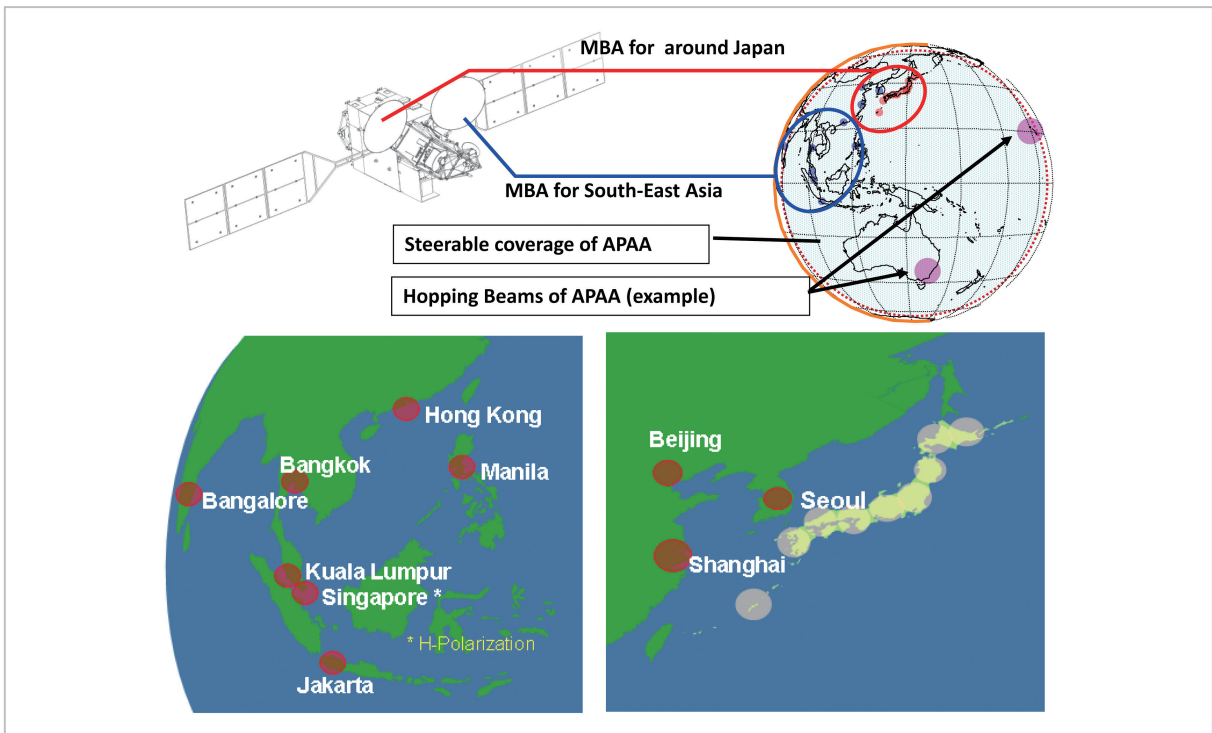 MBA for around Japan
MBA for South-East Asia
Steerable coverage of APAA
Hopping Beams of APAA (example)
Hong Kong
Bangkok
Manila
Bangalore
Kuala Lumpur
Singapore *
* H-Polarization
Jakarta
Beijing
Seoul
Shanghai